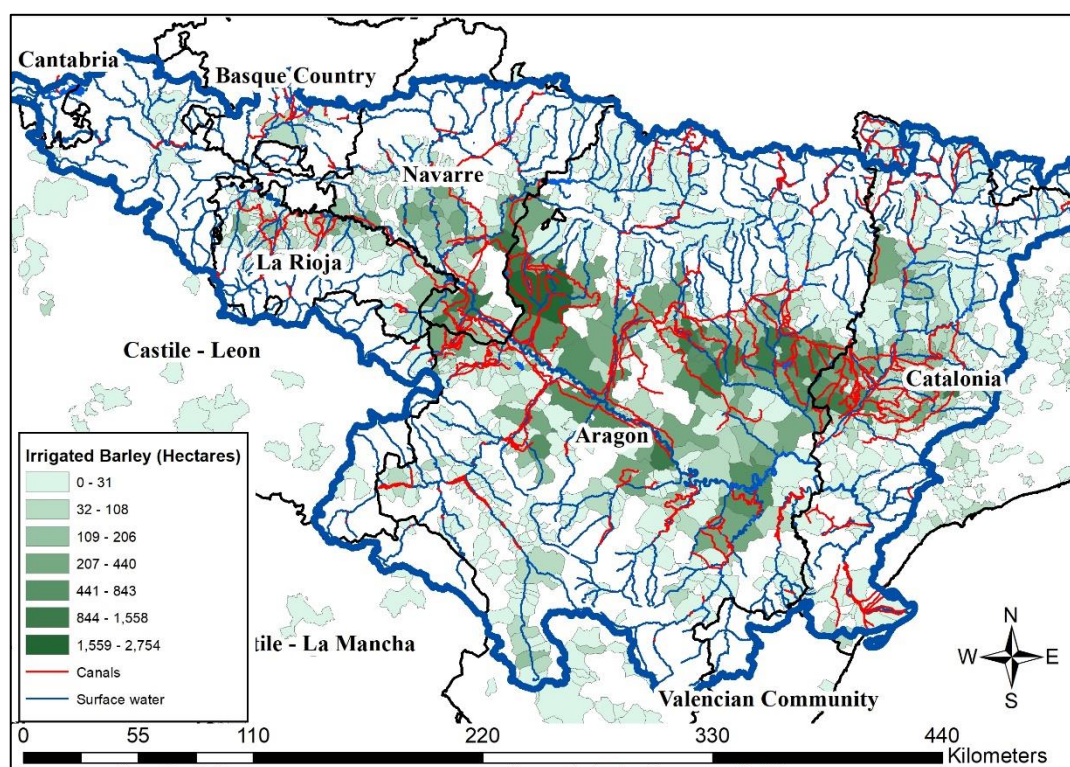 Cantabria
Basque Country
Navarre
La Rioja
Castile - Leon
Catalonia
Aragon
tile - La Mancha
Valencian Community
Irrigated Barley (Hectares)
0 - 31
32 - 108
109 - 206
207 - 440
441 - 843
844 - 1,558
1,559 - 2,754
Canals
Surface water
N
W E
S
0 55 110 220 330 440
Kilometers